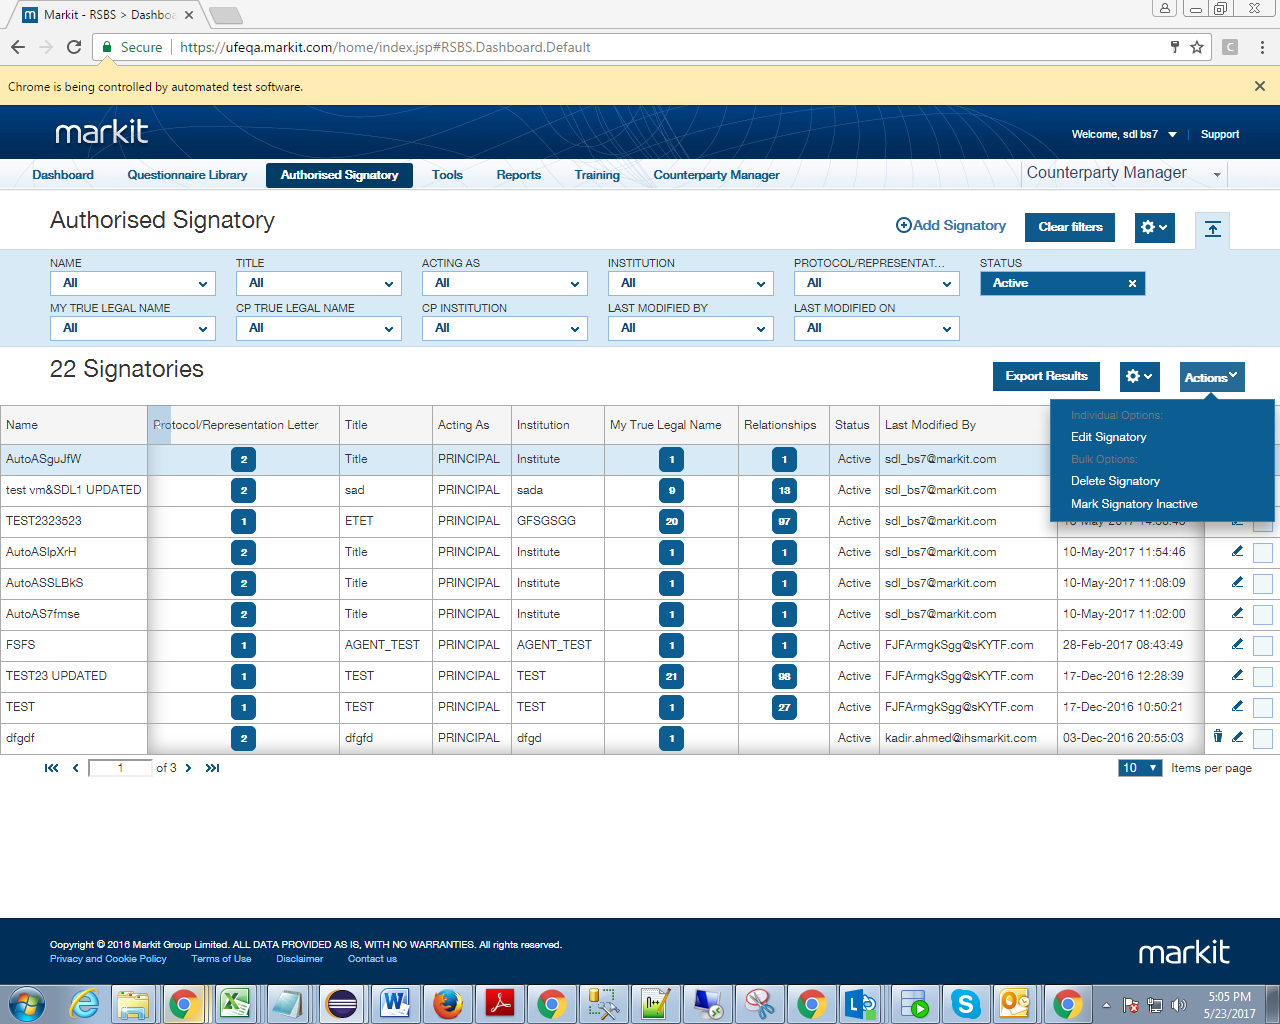 Markit - RSBS > Dashboa
Secure https://ufeqa.markit.com/home/index.jsp#RSBS.Dashboard.Default
Chrome is being controlled by automated test software.
markit
Welcome, sdl bs7 Support
Dashboard Questionnaire Library Authorised Signatory Tools Reports Training Counterparty Manager Counterparty Manager
Authorised Signatory
Add Signatory Clear filters
NAME TITLE ACTING AS INSTITUTION PROTOCOL/REPRESENTAT... STATUS
All All All All All Active
MY TRUE LEGAL NAME CP TRUE LEGAL NAME CP INSTITUTION LAST MODIFIED BY LAST MODIFIED ON
All All All All All
22 Signatories
Export Results Actions
Individual Options:
Edit Signatory
Bulk Options:
Delete Signatory
Mark Signatory Inactive
Name Protocol/Representation Letter Title Acting As Institution My True Legal Name Relationships Status Last Modified By
AutoASguJfW 2 Title PRINCIPAL Institute 1 1 Active sdl_bs7@markit.com
test vm&SDL1 UPDATED 2 sad PRINCIPAL sada 9 13 Active sdl_bs7@markit.com
TEST2323523 1 ETET PRINCIPAL GFSGSGG 20 97 Active sdl_bs7@markit.com
AutoASlpXrH 2 Title PRINCIPAL Institute 1 1 Active sdl_bs7@markit.com 10-May-2017 11:54:46
AutoASSLBkS 2 Title PRINCIPAL Institute 1 1 Active sdl_bs7@markit.com 10-May-2017 11:08:09
AutoAS7fmse 2 Title PRINCIPAL Institute 1 1 Active sdl_bs7@markit.com 10-May-2017 11:02:00
FSFS 1 AGENT_TEST PRINCIPAL AGENT_TEST 1 1 Active FJFArmgkSgg@sKYTF.com 28-Feb-2017 08:43:49
TEST23 UPDATED 1 TEST PRINCIPAL TEST 21 98 Active FJFArmgkSgg@sKYTF.com 17-Dec-2016 12:28:39
TEST 1 TEST PRINCIPAL TEST 1 27 Active FJFArmgkSgg@sKYTF.com 17-Dec-2016 10:50:21
dfgdf 2 dfgfd PRINCIPAL dfgd 1 Active kadir.ahmed@ihsmarkit.com 03-Dec-2016 20:55:03
1 of 3 10 Items per page
Copyright © 2016 Markit Group Limited. ALL DATA PROVIDED AS IS, WITH NO WARRANTIES. All rights reserved.
Privacy and Cookie Policy Terms of Use Disclaimer Contact us
markit
5:05 PM
5/23/2017